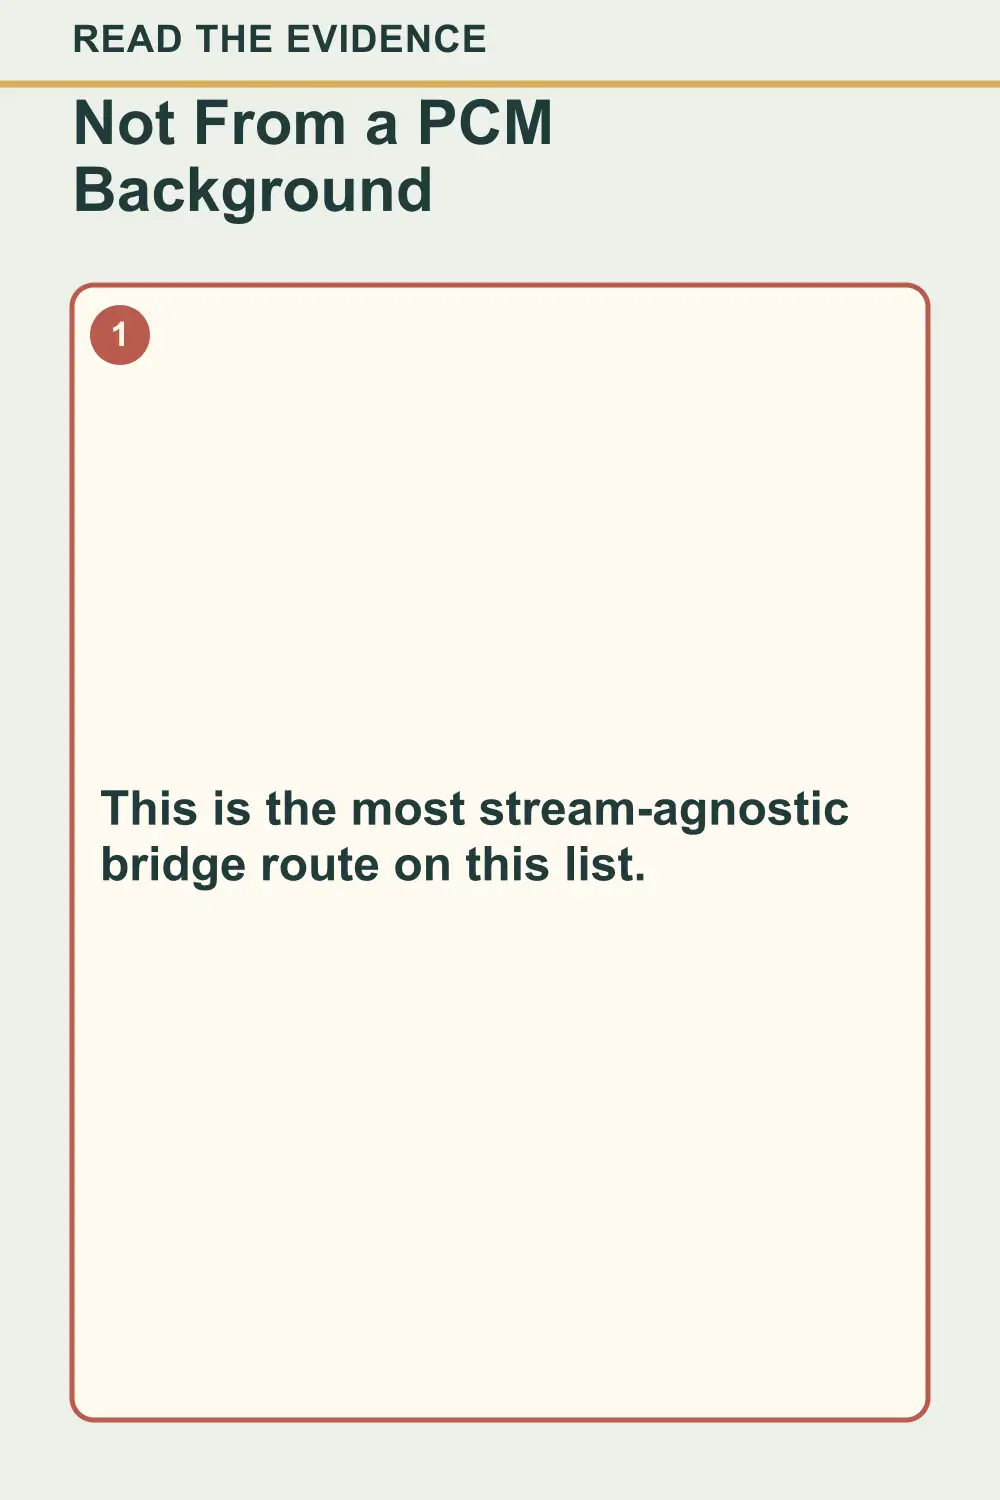 READ THE EVIDENCE
Not From a PCM
Background
1
This is the most stream-agnostic
bridge route on this list.